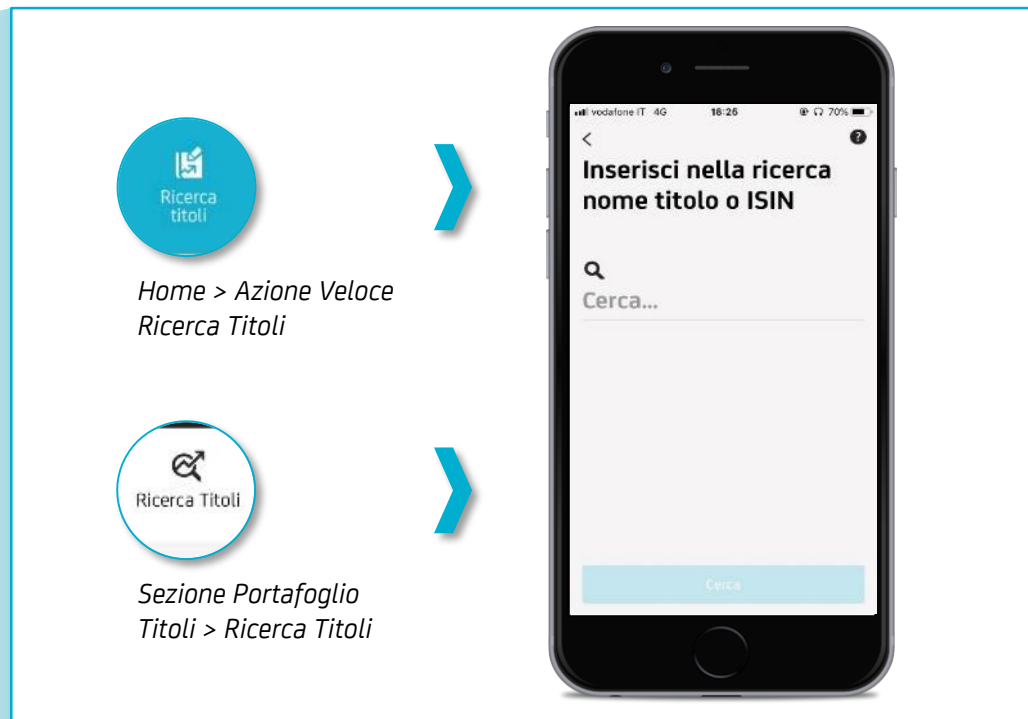 Ricerca
titoli
Home > Azione Veloce
Ricerca Titoli
Ricerca Titoli
Sezione Portafoglio
Titoli > Ricerca Titoli
vodafone IT 4G 18:26 70%
?
Inserisci nella ricerca
nome titolo o ISIN
Cerca...
Cerca